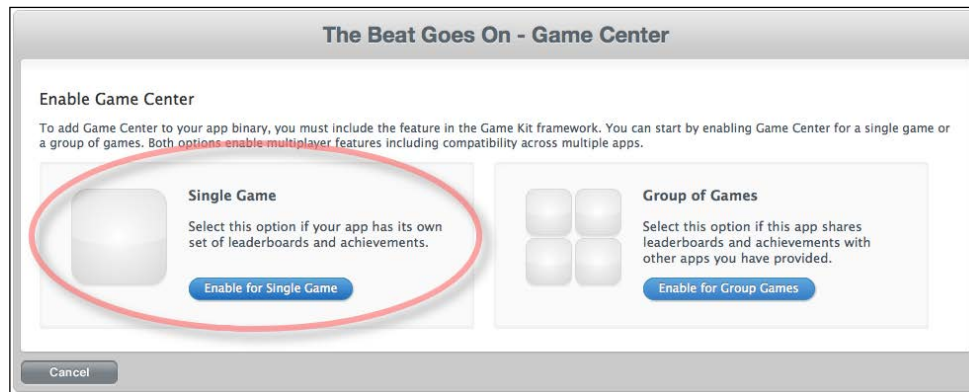 The Beat Goes On - Game Center
Enable Game Center
To add Game Center to your app binary, you must include the feature in the Game Kit framework. You can start by enabling Game Center for a single game or
a group of games. Both options enable multiplayer features including compatibility across multiple apps.
Single Game
Select this option if your app has its own
set of leaderboards and achievements.
Enable for Single Game
Group of Games
Select this option if this app shares
leaderboards and achievements with
other apps you have provided.
Enable for Group Games
Cancel